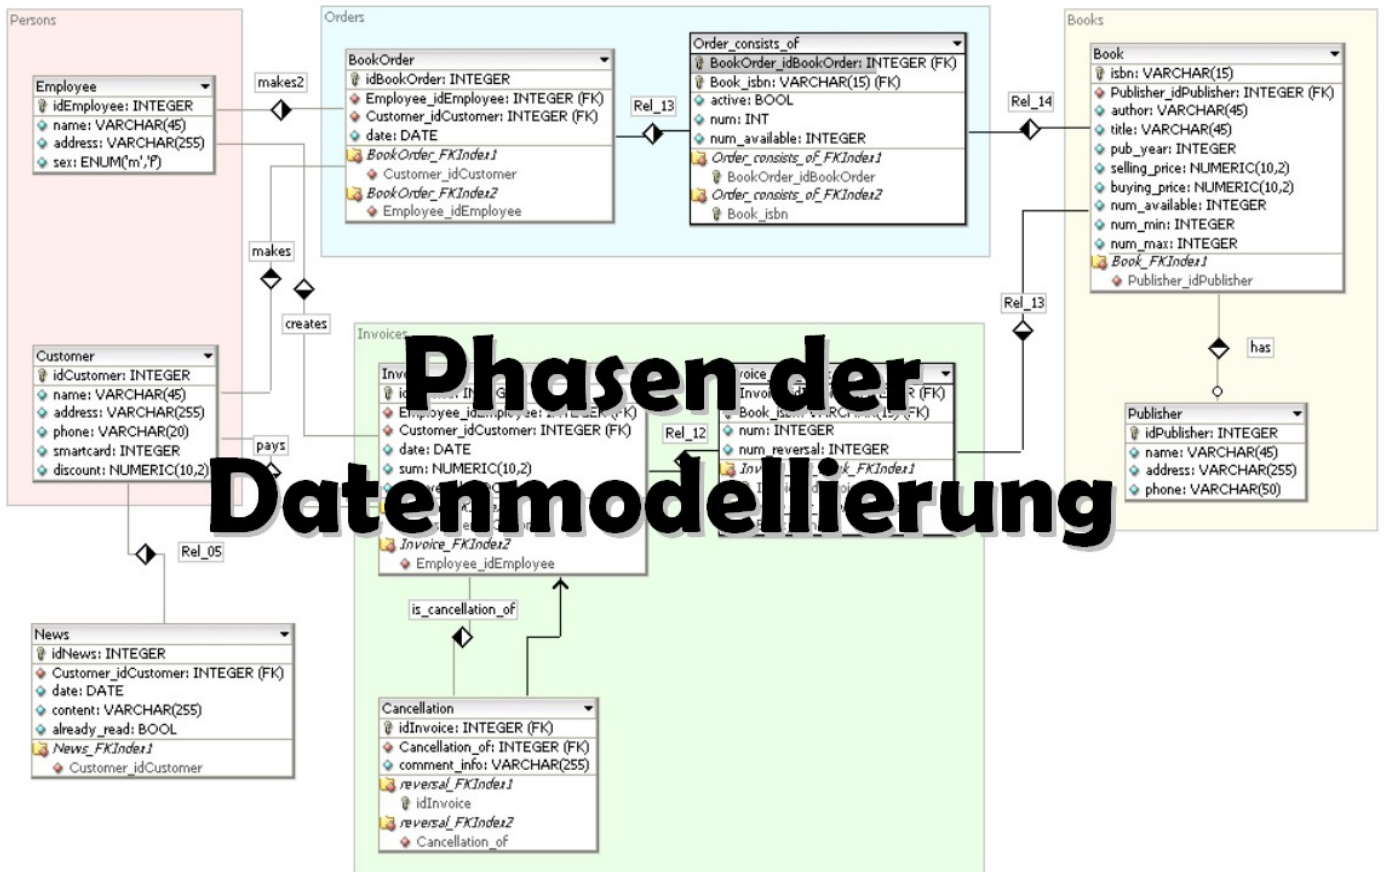 Persons
Employee
idEmployee: INTEGER
name: VARCHAR(45)
address: VARCHAR(255)
sex: ENUM('m','f')
makes2
Orders
BookOrder
idBookOrder: INTEGER
Employee_idEmployee: INTEGER (FK)
Customer_idCustomer: INTEGER (FK)
date: DATE
BookOrder_FKIndex1
Customer_idCustomer
BookOrder_FKIndex2
Employee_idEmployee
Rel_13
Order_consists_of
BookOrder_idBookOrder: INTEGER (FK)
Book_isbn: VARCHAR(15) (FK)
active: BOOL
num: INT
num_available: INTEGER
Order_consists_of_FKIndex1
BookOrder_idBookOrder
Order_consists_of_FKIndex2
Book_isbn
Rel_14
Books
Book
isbn: VARCHAR(15)
Publisher_idPublisher: INTEGER (FK)
author: VARCHAR(45)
title: VARCHAR(45)
pub_year: INTEGER
selling_price: NUMERIC(10,2)
buying_price: NUMERIC(10,2)
num_available: INTEGER
num_min: INTEGER
num_max: INTEGER
Book_FKIndex1
Publisher_idPublisher
makes
creates
Rel_13
has
Customer
idCustomer: INTEGER
name: VARCHAR(45)
address: VARCHAR(255)
phone: VARCHAR(20)
smartcard: INTEGER
discount: NUMERIC(10,2)
pays
Invoices
Phasen der
Datenmodellierung
Customer_idCustomer: INTEGER (FK)
date: DATE
sum: NUMERIC(10,2)
Invoice_FKIndex2
Employee_idEmployee
Rel_12
num: INTEGER
num_reversal: INTEGER
Publisher
idPublisher: INTEGER
name: VARCHAR(45)
address: VARCHAR(255)
phone: VARCHAR(50)
Rel_05
is_cancellation_of
News
idNews: INTEGER
Customer_idCustomer: INTEGER (FK)
date: DATE
content: VARCHAR(255)
already_read: BOOL
News_FKIndex1
Customer_idCustomer
Cancellation
idInvoice: INTEGER (FK)
Cancellation_of: INTEGER (FK)
comment_info: VARCHAR(255)
reversal_FKIndex1
idInvoice
reversal_FKIndex2
Cancellation_of